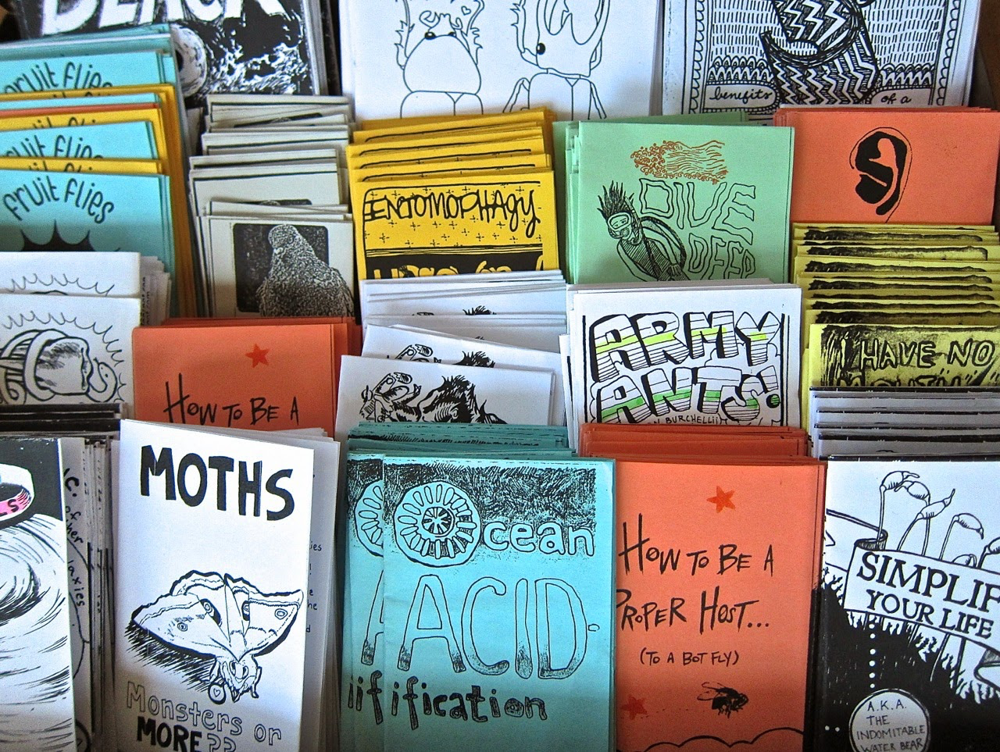 BLACK
fruit flies
fruit flies
fruit flies
benefits of a
ENTOMOPHAGY
DIVE
DEEP
ARMY
ANTS!
BURCHELLII
I HAVE NO
MOUTH
HOW TO BE A
MOTHS
Monsters or
MORE??
Ocean
ACID
ification
HOW TO BE A
PROPER HOST...
(TO A BOT FLY)
SIMPLIF
YOUR LIFE
A.K.A.
THE
INDOMITABLE
WATER BEAR